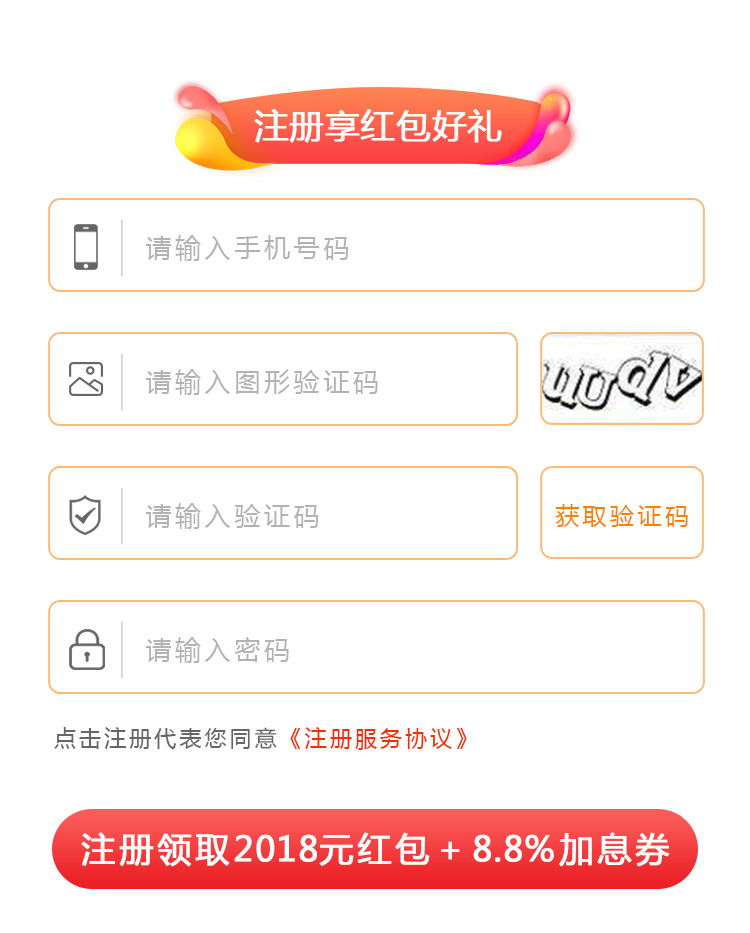 注册享红包好礼
请输入手机号码
请输入图形验证码
请输入验证码
获取验证码
请输入密码
点击注册代表您同意《注册服务协议》
注册领取2018元红包 + 8.8%加息券